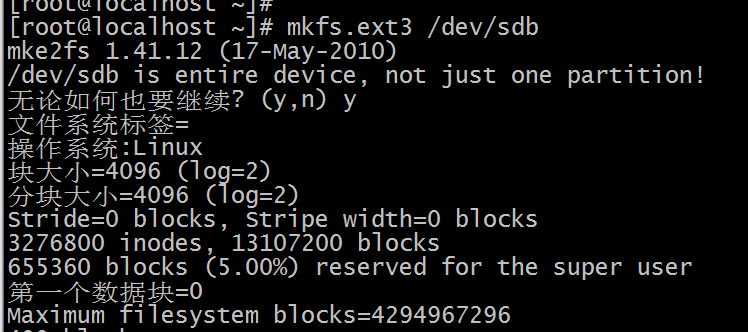 [root@localhost ~]#
[root@localhost ~]# mkfs.ext3 /dev/sdb
mke2fs 1.41.12 (17-May-2010)
/dev/sdb is entire device, not just one partition!
无论如何也要继续? (y,n) y
文件系统标签=
操作系统:Linux
块大小=4096 (log=2)
分块大小=4096 (log=2)
Stride=0 blocks, Stripe width=0 blocks
3276800 inodes, 13107200 blocks
655360 blocks (5.00%) reserved for the super user
第一个数据块=0
Maximum filesystem blocks=4294967296